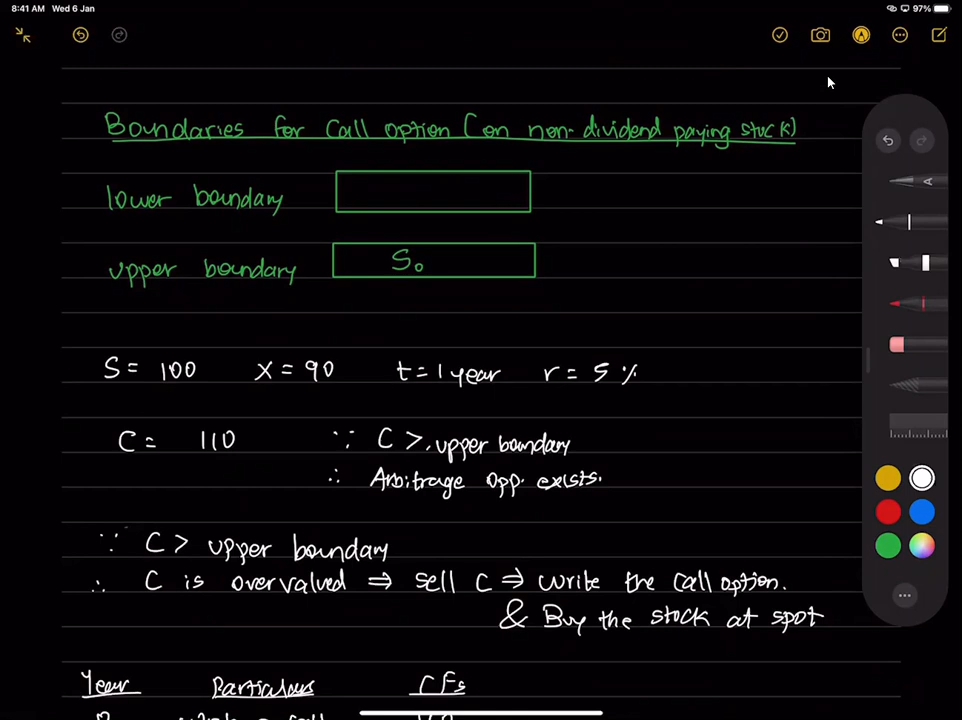 8:41 AM Wed 6 Jan
97%
Boundaries for Call option (on non-dividend paying stock)
lower boundary
upper boundary S₀
S = 100 X = 90 t = 1 year r = 5 %
C = 110 ∵ C > upper boundary
∴ Arbitrage opp. exists.
∵ C > upper boundary
∴ C is overvalued ⇒ sell C ⇒ write the call option.
& Buy the stock at spot
Year Particulars CFs